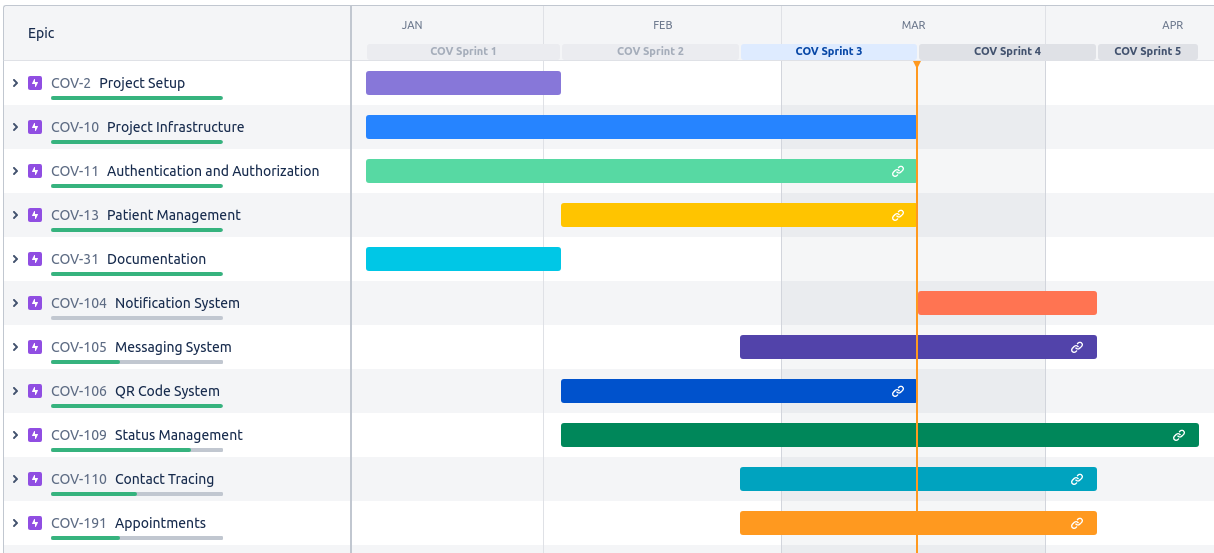 Epic
JAN FEB MAR APR
COV Sprint 1 COV Sprint 2 COV Sprint 3 COV Sprint 4 COV Sprint 5
COV-2 Project Setup
COV-10 Project Infrastructure
COV-11 Authentication and Authorization
COV-13 Patient Management
COV-31 Documentation
COV-104 Notification System
COV-105 Messaging System
COV-106 QR Code System
COV-109 Status Management
COV-110 Contact Tracing
COV-191 Appointments